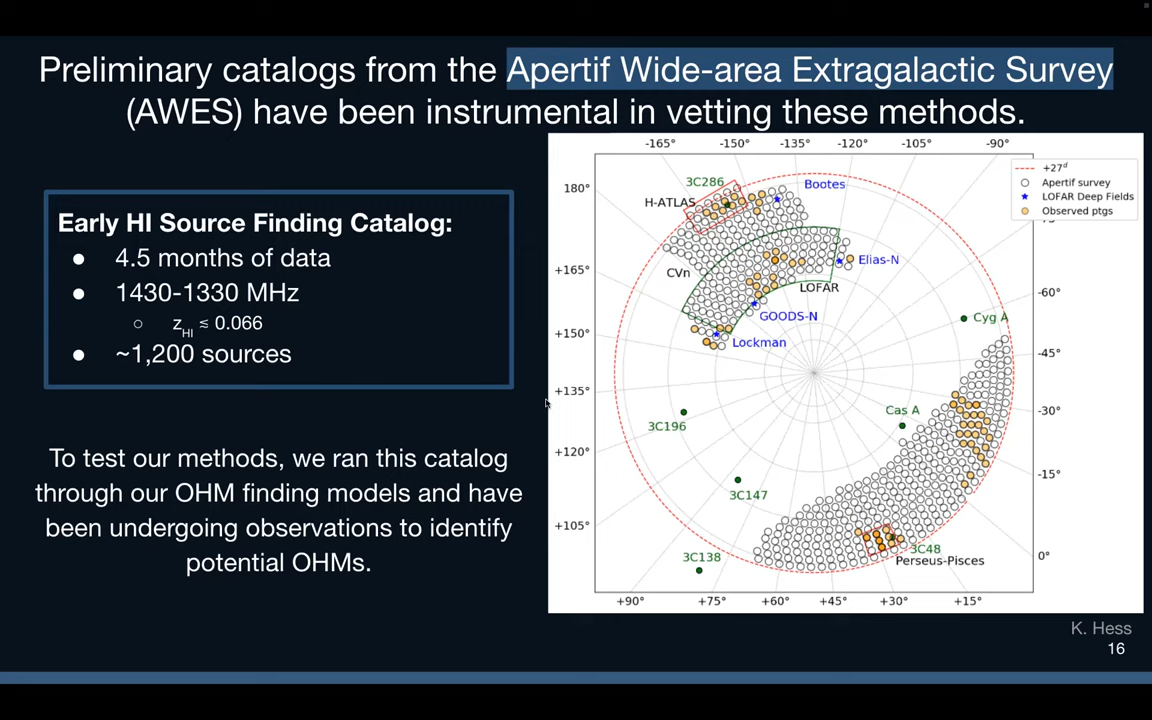 Preliminary catalogs from the Apertif Wide-area Extragalactic Survey
(AWES) have been instrumental in vetting these methods.
Early HI Source Finding Catalog:
● 4.5 months of data
● 1430-1330 MHz
○ zHI ≲ 0.066
● ~1,200 sources
To test our methods, we ran this catalog
through our OHM finding models and have
been undergoing observations to identify
potential OHMs.
-165° -150° -135° -120° -105° -90°
+27d
Apertif survey
LOFAR Deep Fields
Observed ptgs
180°
+165°
+150°
+135°
+120°
+105°
3C286
Bootes
H-ATLAS
CVn
Elias-N
LOFAR
GOODS-N
Lockman
Cyg A
Cas A
3C196
3C147
3C138
3C48
Perseus-Pisces
-60°
-45°
-30°
-15°
0°
+90° +75° +60° +45° +30° +15°
K. Hess
16